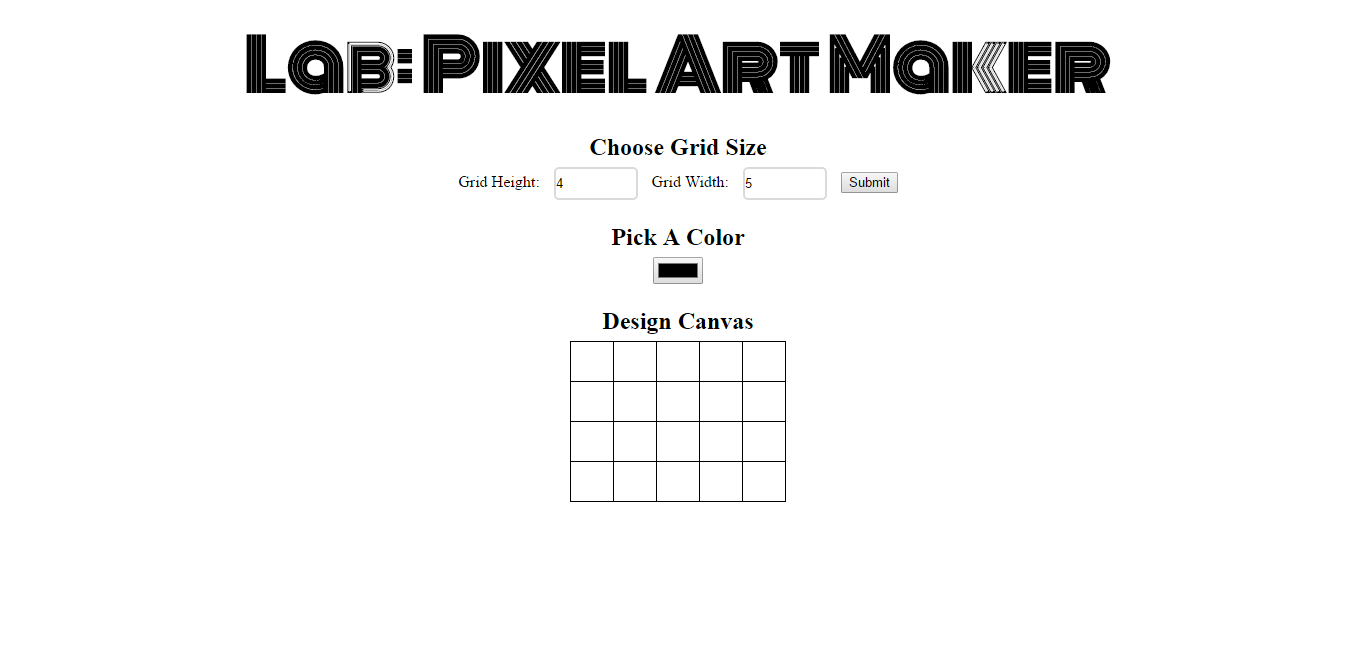 Lab: Pixel Art Maker
Choose Grid Size
Grid Height: 4 Grid Width: 5 Submit
Pick A Color
Design Canvas